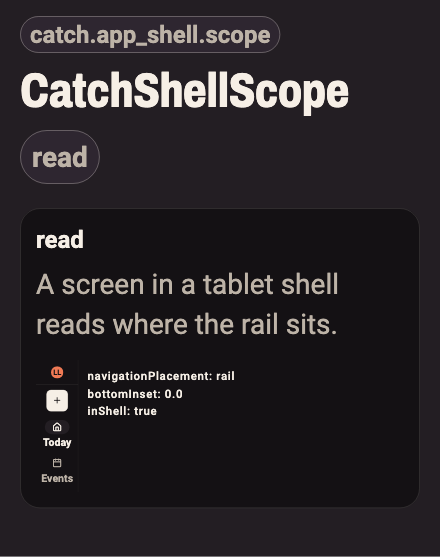 catch.app_shell.scope
CatchShellScope
read
read
A screen in a tablet shell
reads where the rail sits.
LL
+
Today
Events
navigationPlacement: rail
bottomInset: 0.0
inShell: true